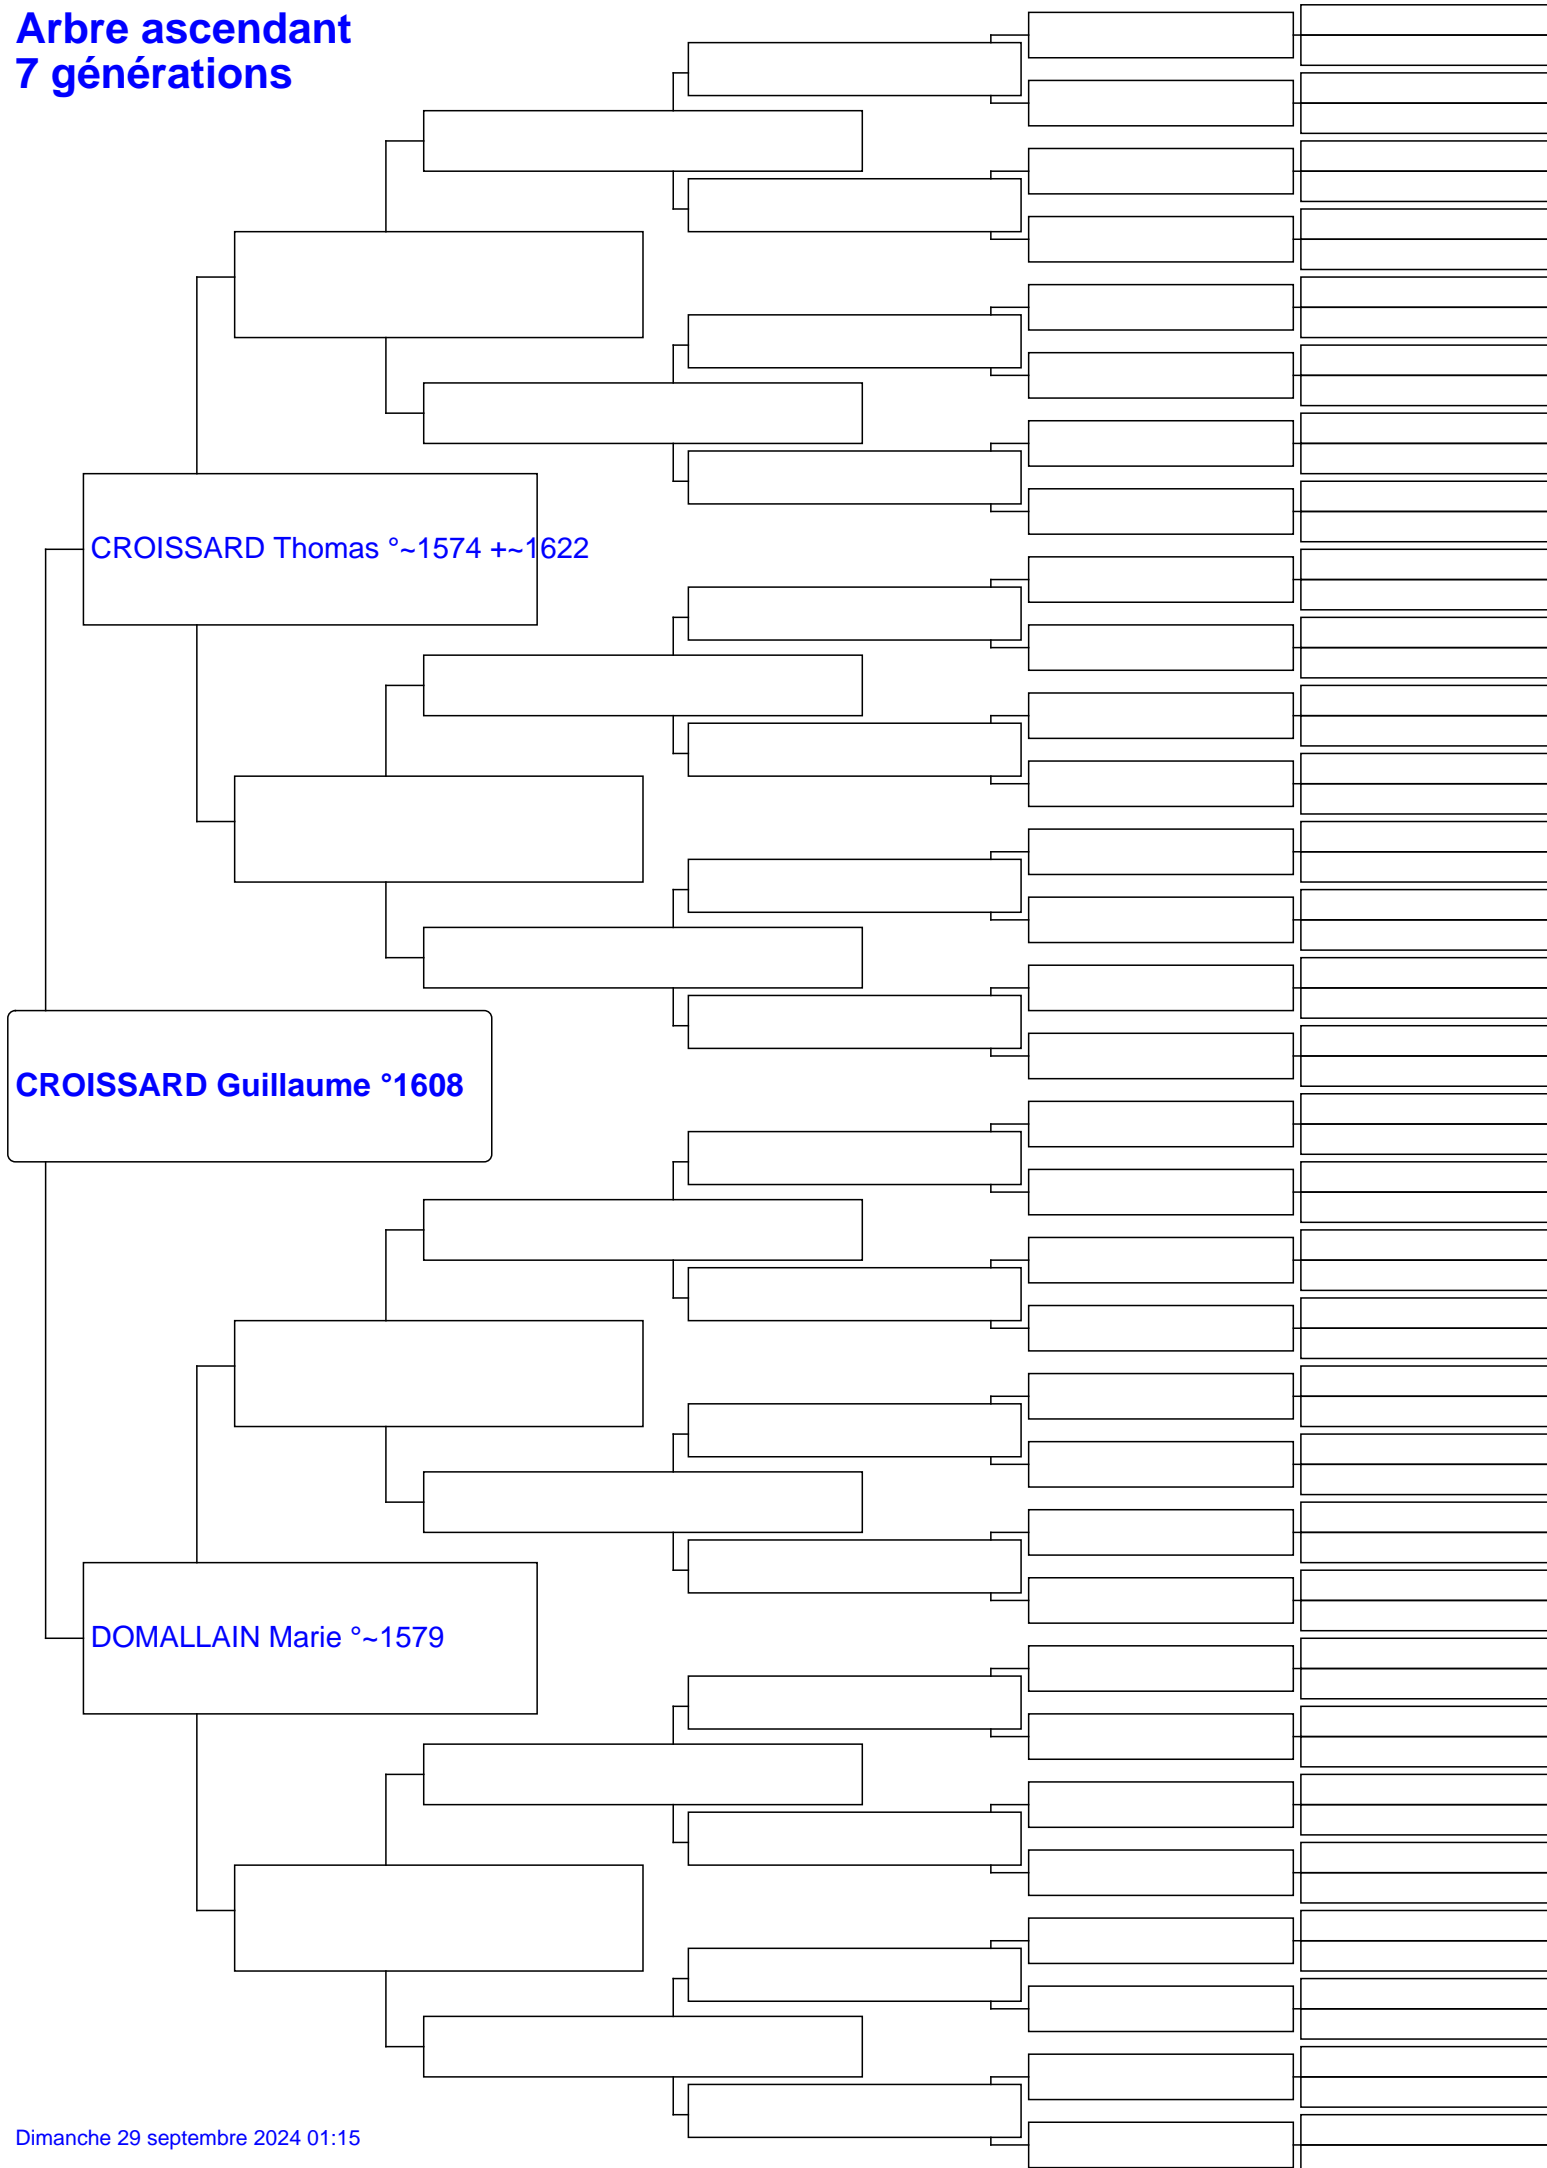 Arbre ascendant
7 générations
CROISSARD Thomas °~1574 +~1622
CROISSARD Guillaume °1608
DOMALLAIN Marie °~1579
Dimanche 29 septembre 2024 01:15